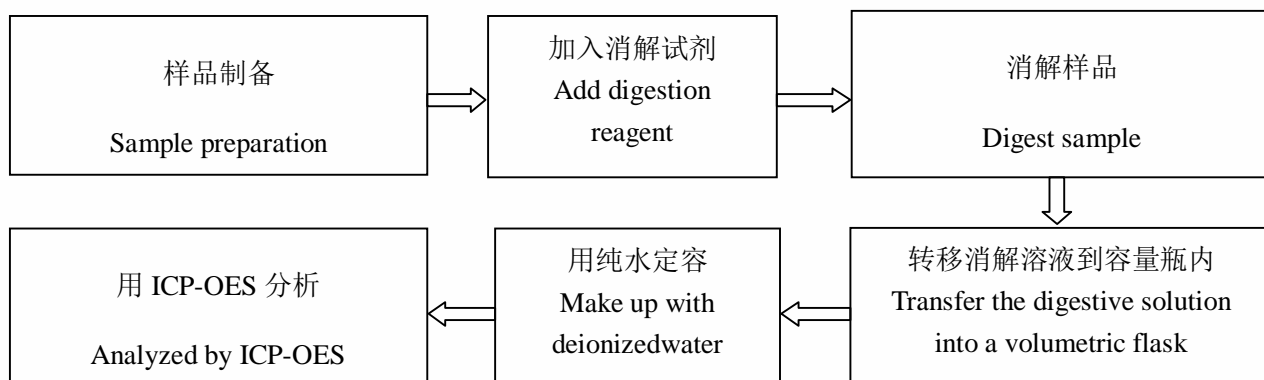 样品制备
Sample preparation
加入消解试剂
Add digestion
reagent
消解样品
Digest sample
转移消解溶液到容量瓶内
Transfer the digestive solution
into a volumetric flask
用纯水定容
Make up with
deionizedwater
用 ICP-OES 分析
Analyzed by ICP-OES